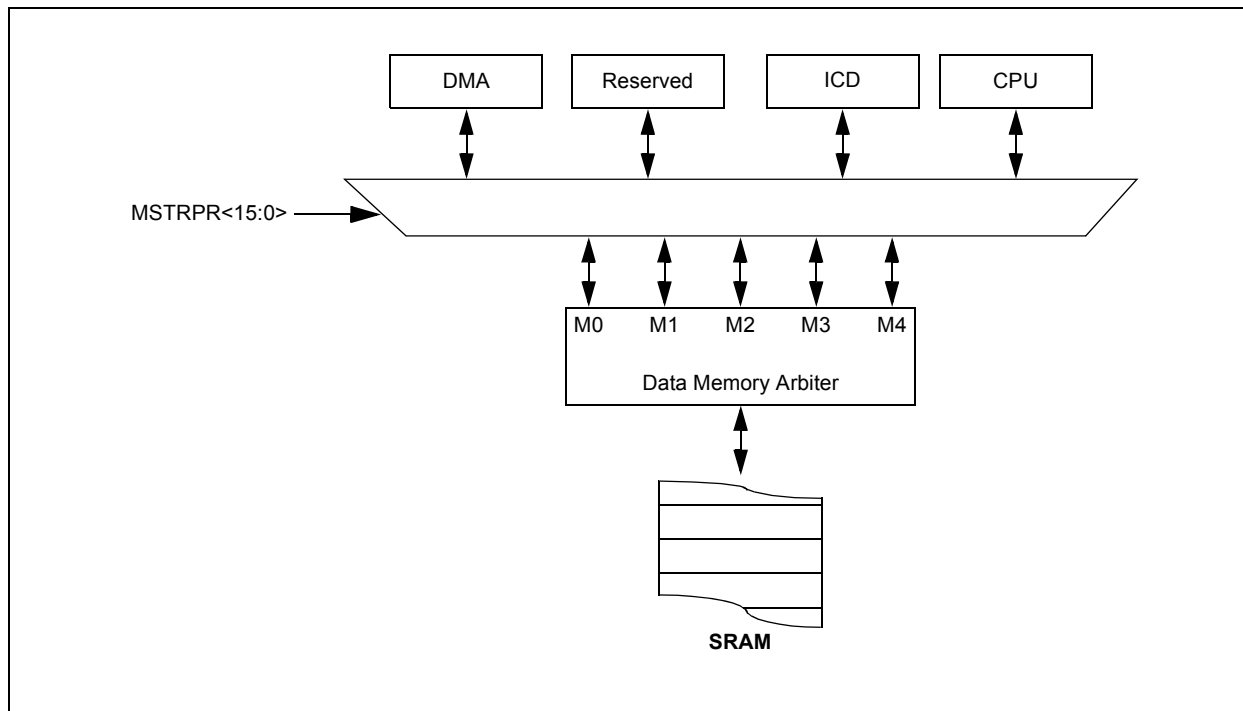 DMA
Reserved
ICD
CPU
MSTRPR<15:0>
M0 M1 M2 M3 M4
Data Memory Arbiter
SRAM